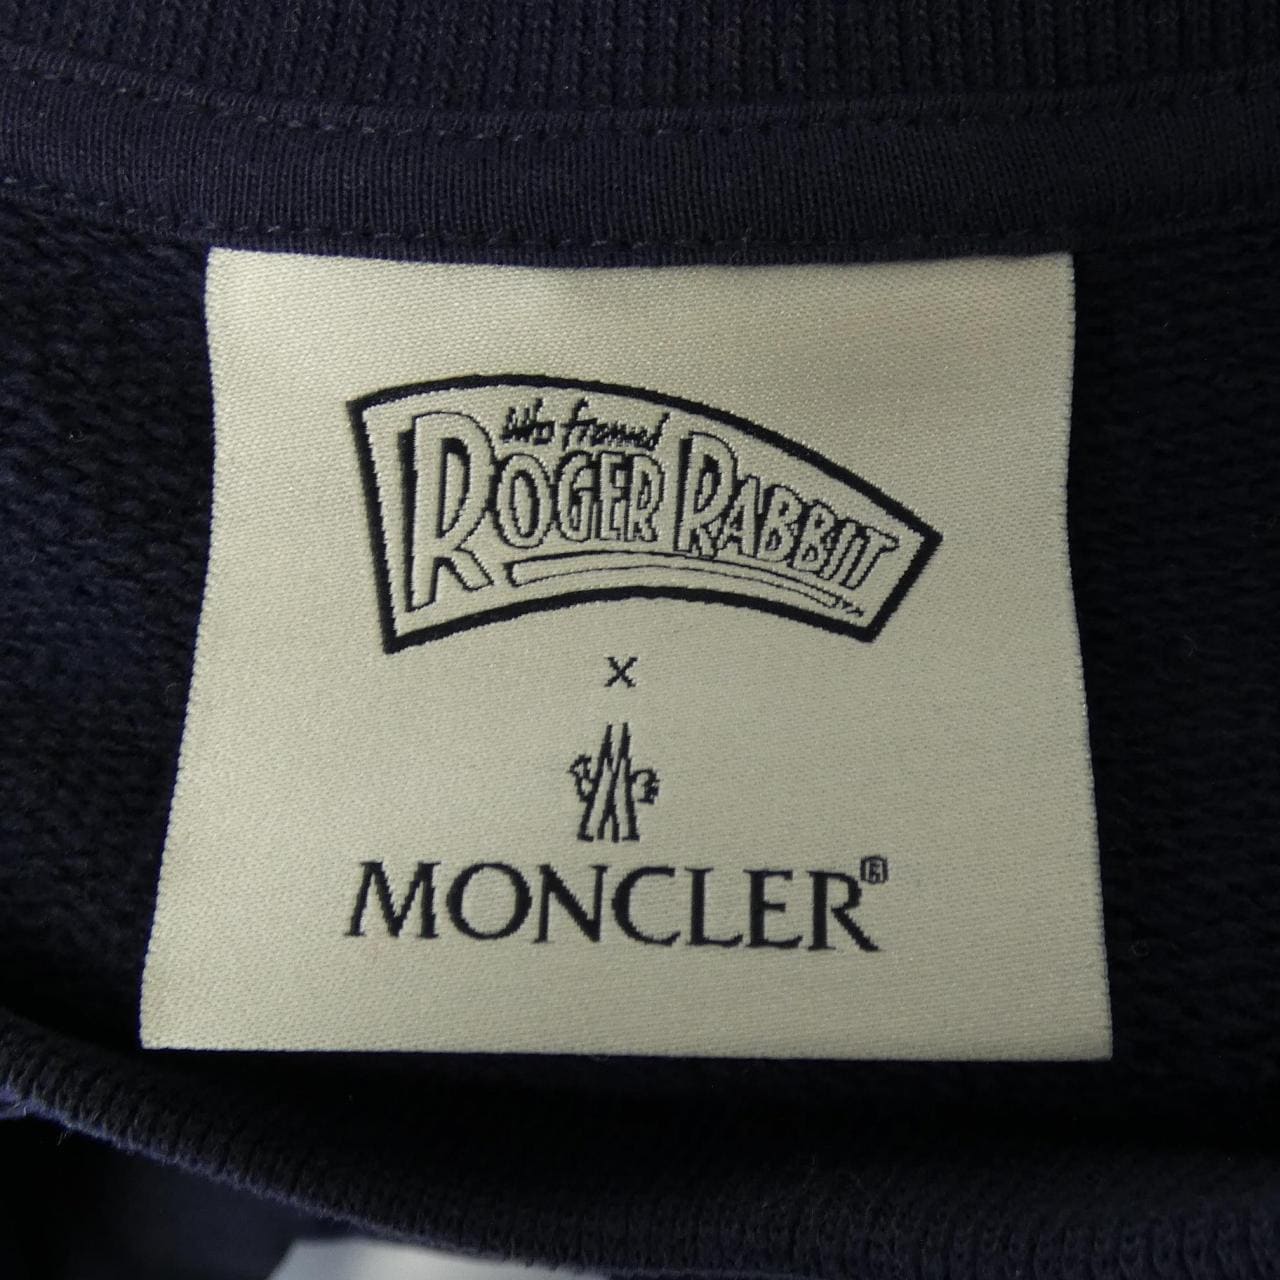 Who framed
ROGER RABBIT
x
M
MONCLER®